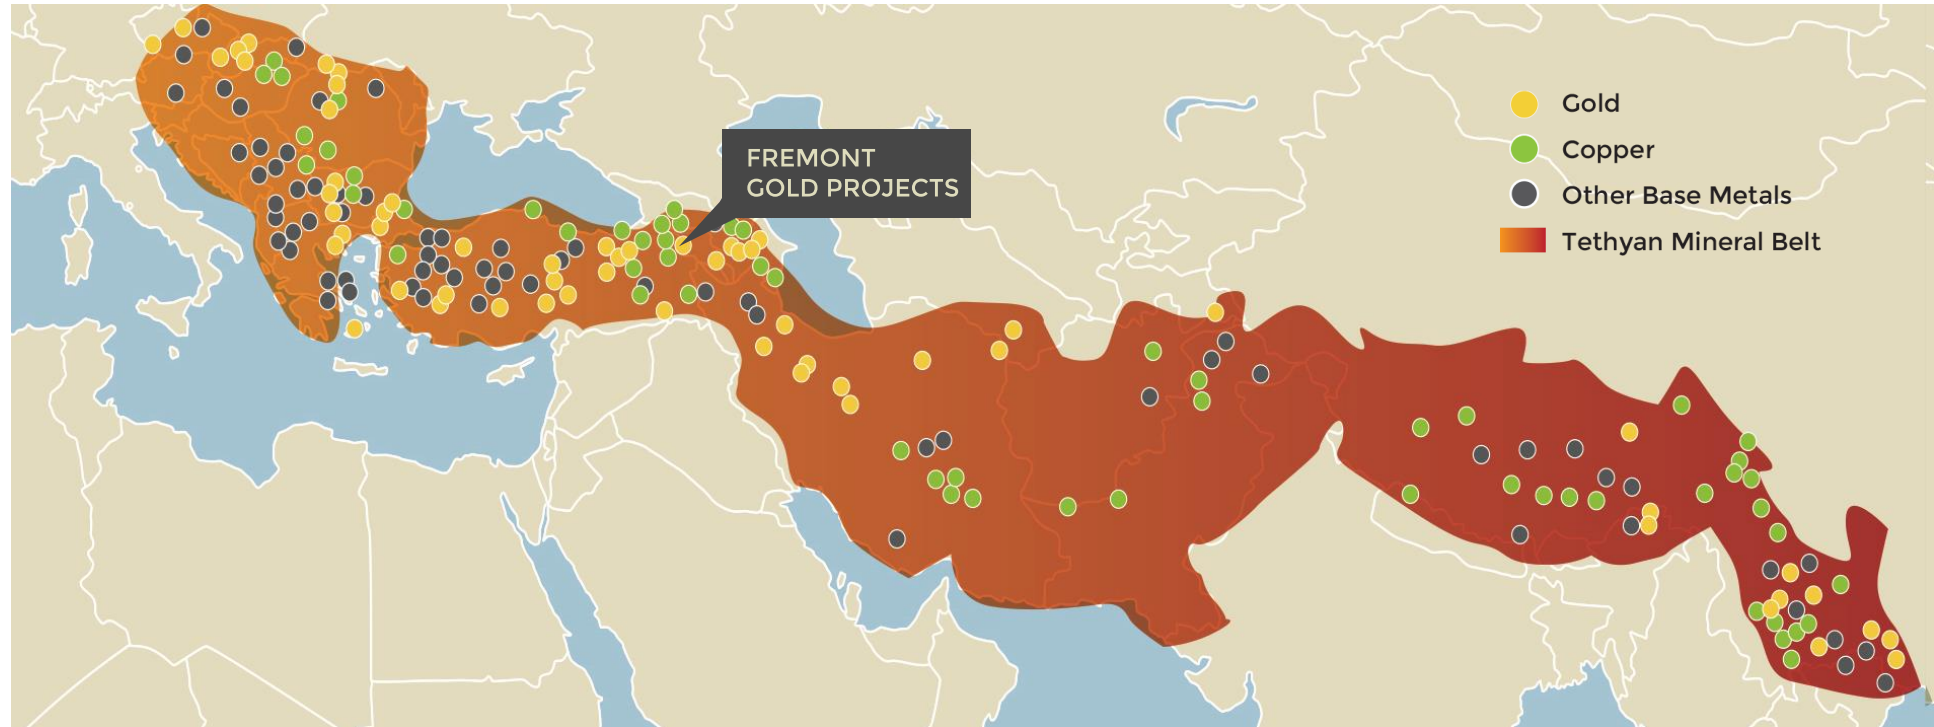 FREMONT
GOLD PROJECTS
Gold
Copper
Other Base Metals
Tethyan Mineral Belt